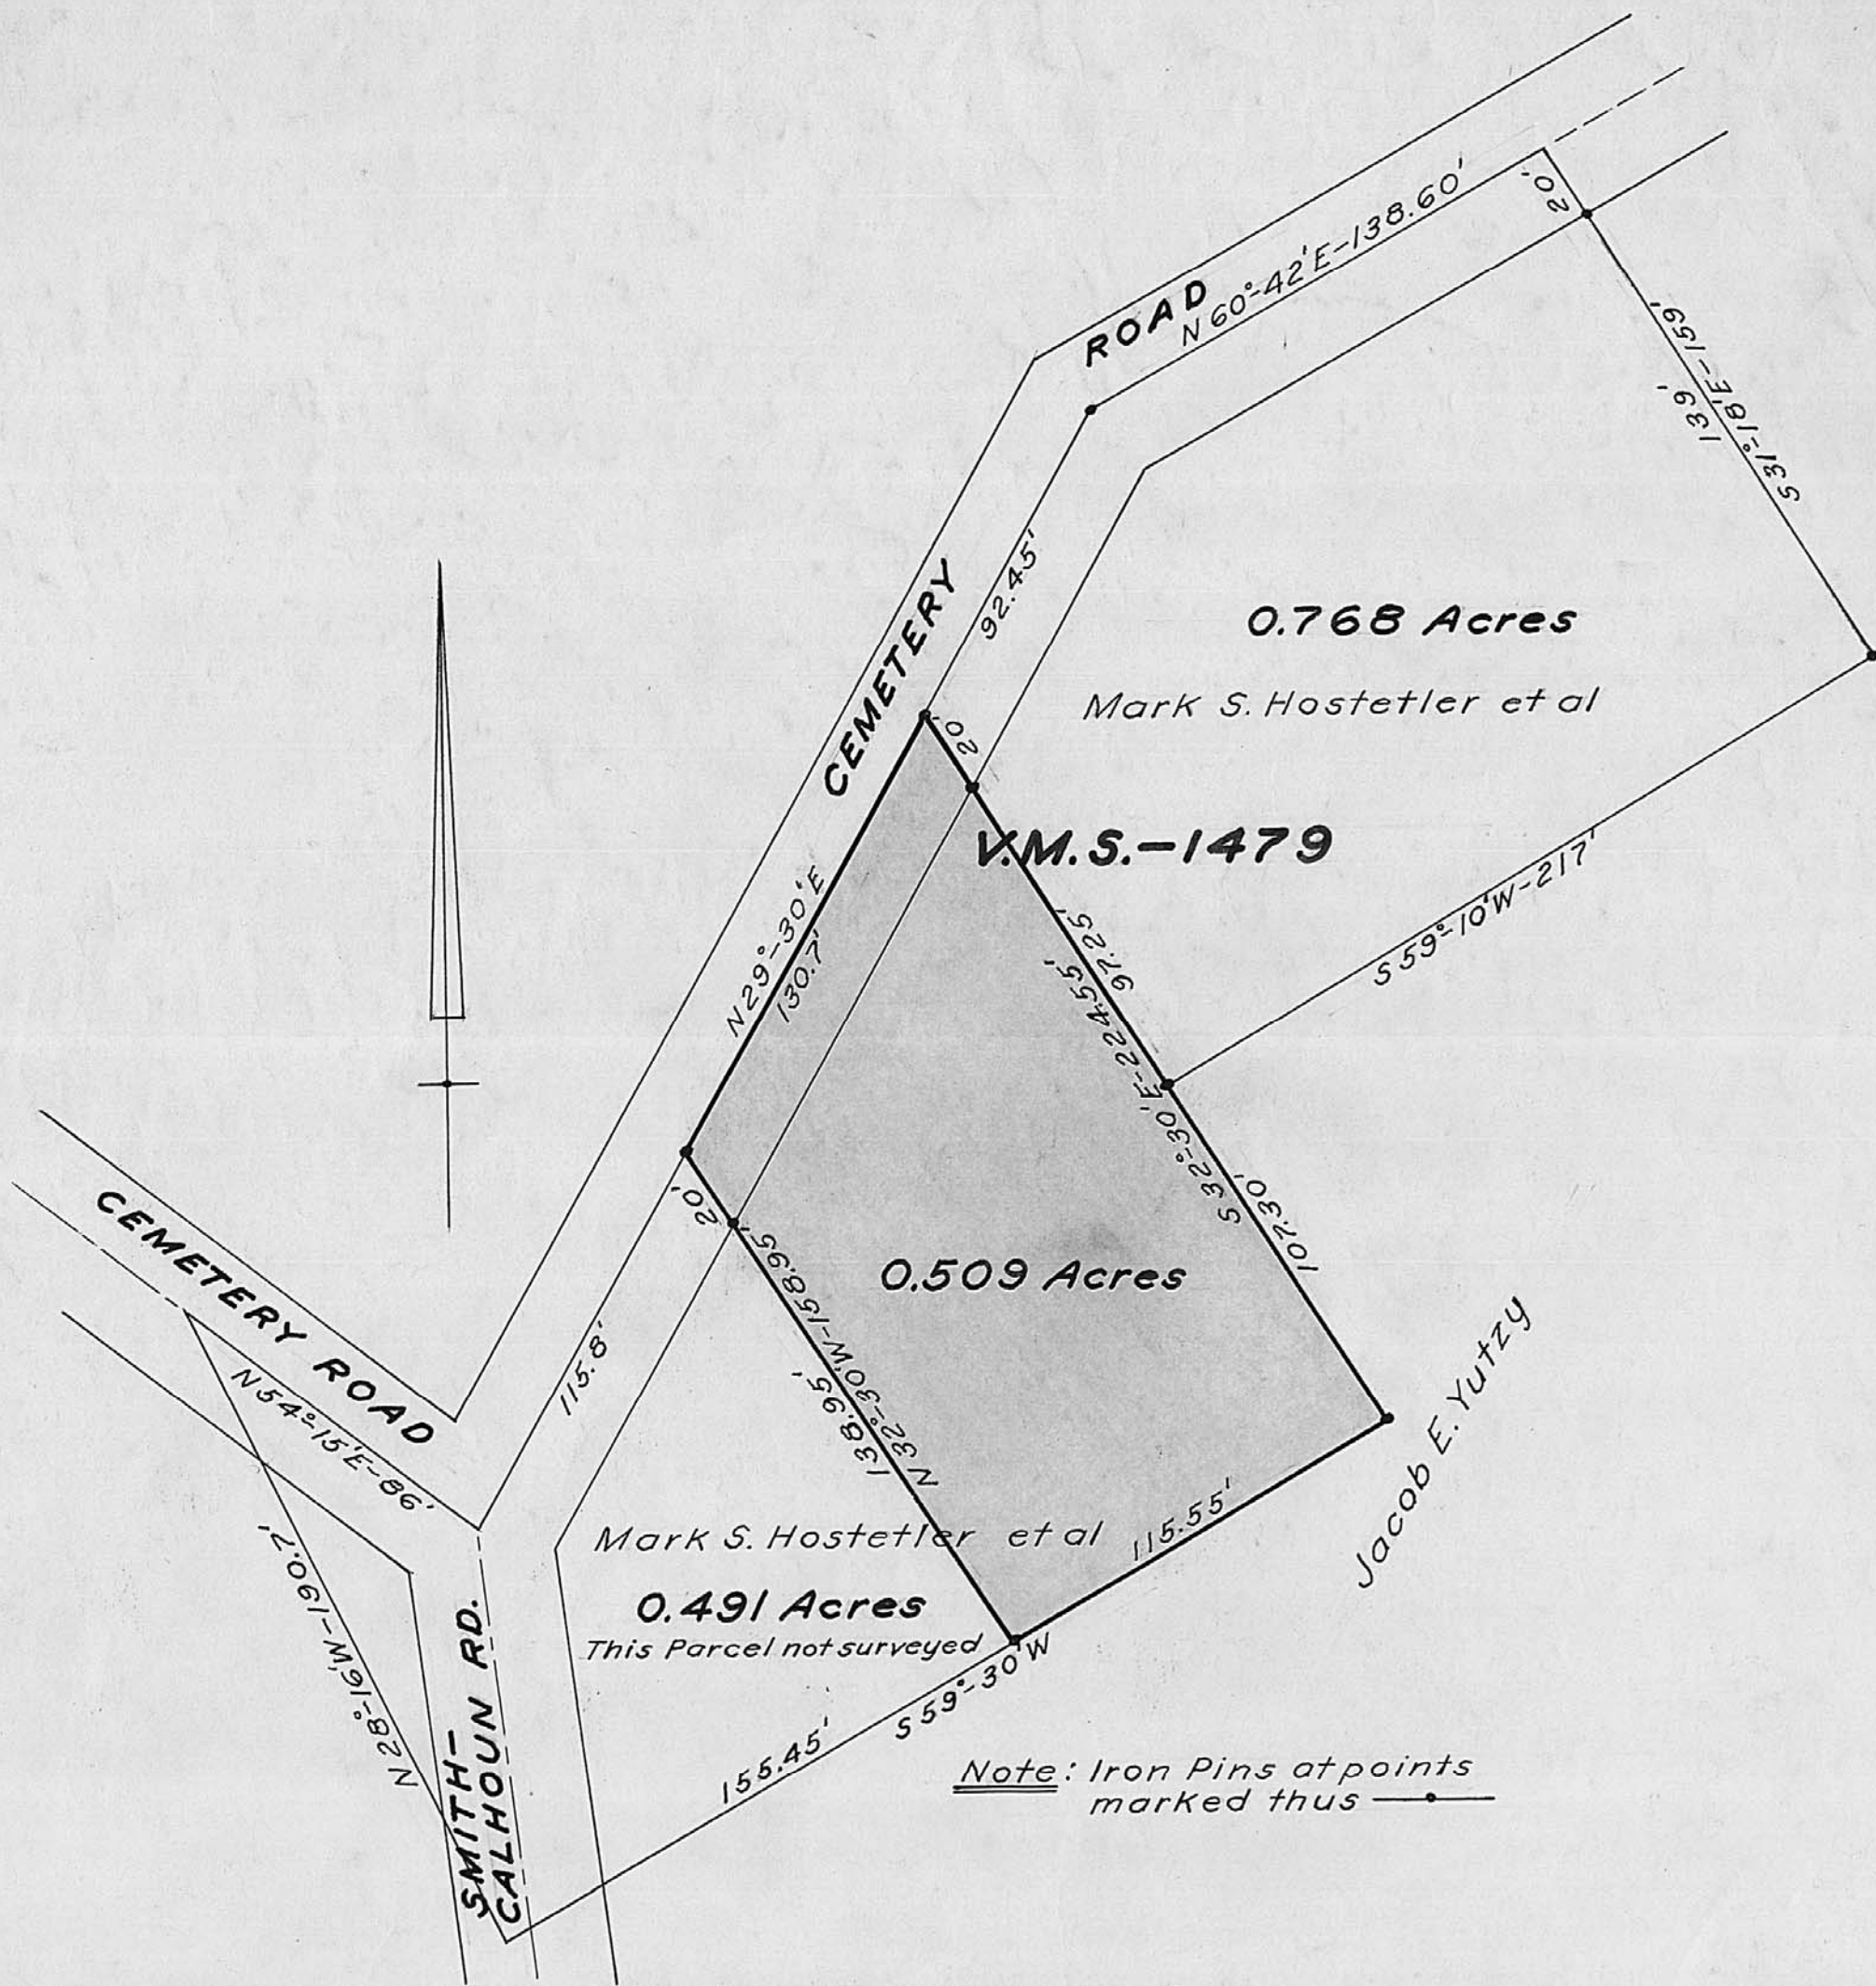 20'
N 60°-42'E-138.60'
ROAD
S 31°-18'E-159'
139'
92.45'
CEMETERY
0.768 Acres
Mark S. Hostetler et al
20'
V.M.S.-1479
N 29°-30'E
130.7'
97.25'
S 32°-30'E-224.55'
S 59°-10'W-217'
107.30'
20'
CEMETERY ROAD
N 54°-15'E-86'
115.8'
0.509 Acres
N 32°-30'W-158.95'
138.95'
Jacob E. Yutzy
115.55'
Mark S. Hostetler et al
0.491 Acres
This Parcel not surveyed
N 28°-16'W-190.7'
SMITH-
CALHOUN RD.
S 59°-30'W
155.45'
Note: Iron Pins at points
marked thus